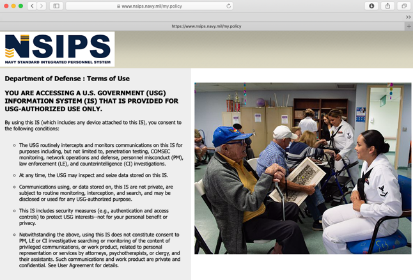 www.nsips.navy.mil/my.policy
https://www.nsips.navy.mil/my.policy
NSIPS
NAVY STANDARD INTEGRATED PERSONNEL SYSTEM
Department of Defense : Terms of Use
YOU ARE ACCESSING A U.S. GOVERNMENT (USG)
INFORMATION SYSTEM (IS) THAT IS PROVIDED FOR
USG-AUTHORIZED USE ONLY.
By using this IS (which includes any device attached to this IS), you consent to
the following conditions:
The USG routinely intercepts and monitors communications on this IS for
purposes including, but not limited to, penetration testing, COMSEC
monitoring, network operations and defense, personnel misconduct (PM),
law enforcement (LE), and counterintelligence (CI) investigations.
At any time, the USG may inspect and seize data stored on this IS.
Communications using, or data stored on, this IS are not private, are
subject to routine monitoring, interception, and search, and may be
disclosed or used for any USG-authorized purpose.
This IS includes security measures (e.g., authentication and access
controls) to protect USG interests--not for your personal benefit or
privacy.
Notwithstanding the above, using this IS does not constitute consent to
PM, LE or CI investigative searching or monitoring of the content of
privileged communications, or work product, related to personal
representation or services by attorneys, psychotherapists, or clergy, and
their assistants. Such communications and work product are private and
confidential. See User Agreement for details.